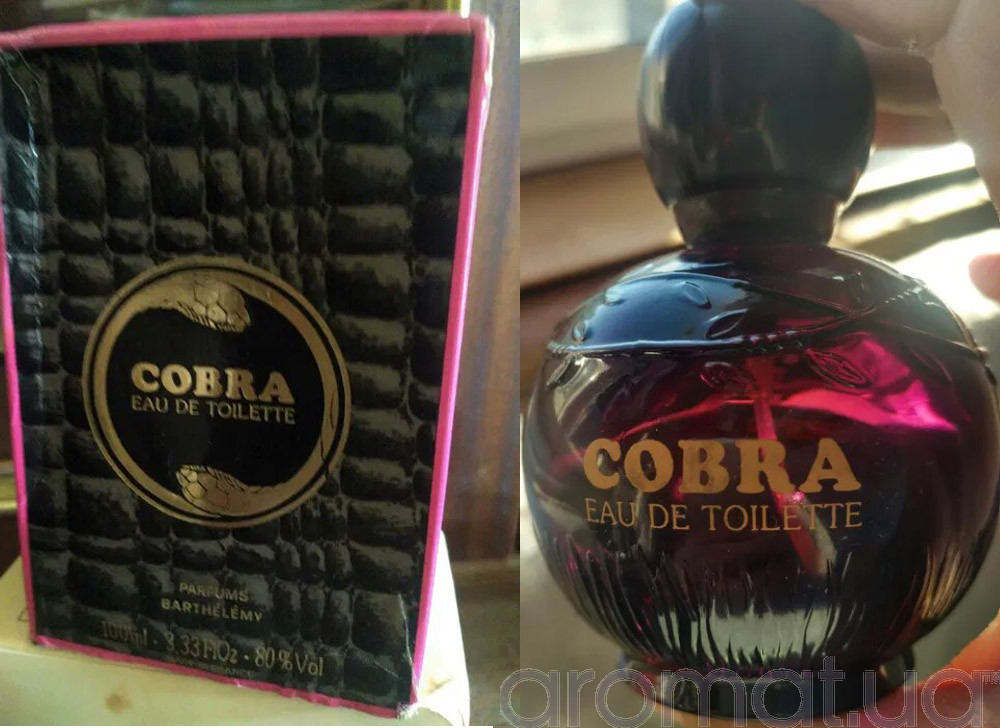 COBRA
EAU DE TOILETTE
PARFUMS
BARTHÉLÉMY
100ml · 3.33 Fl Oz · 80% Vol
COBRA
EAU DE TOILETTE
aromat.ua